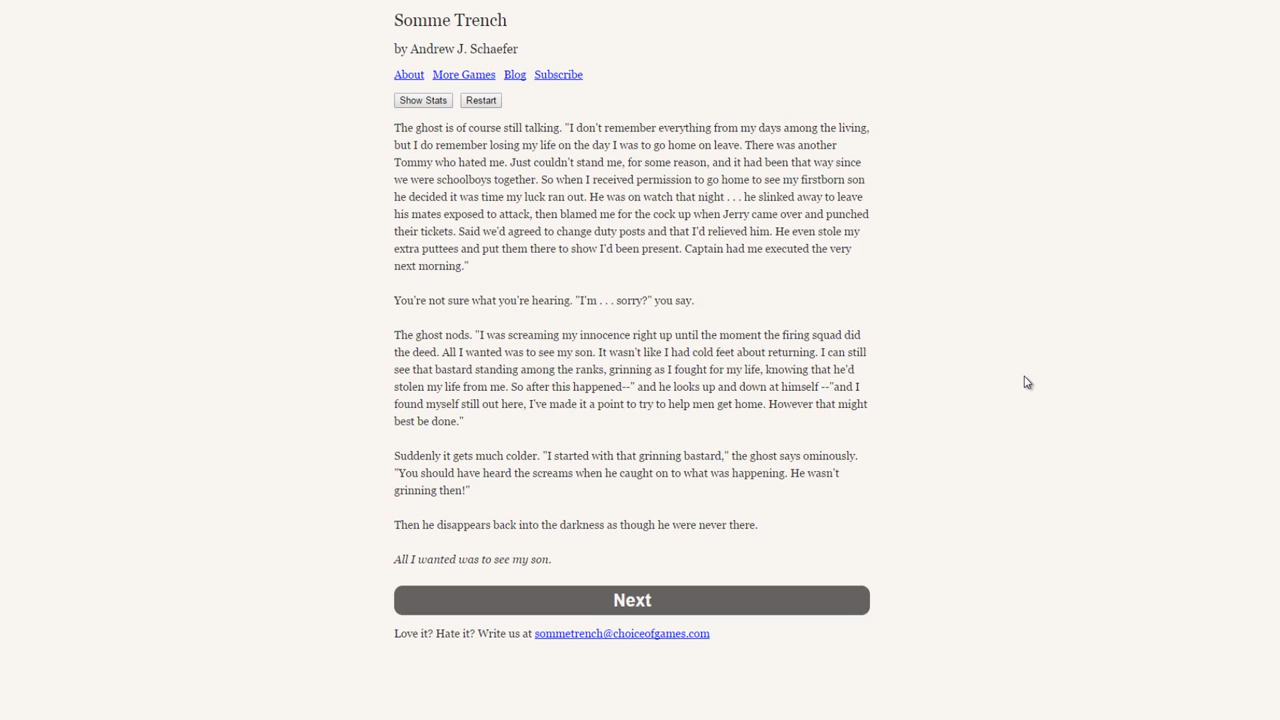 Somme Trench
by Andrew J. Schaefer
About More Games Blog Subscribe
Show Stats Restart
The ghost is of course still talking. "I don't remember everything from my days among the living,
but I do remember losing my life on the day I was to go home on leave. There was another
Tommy who hated me. Just couldn't stand me, for some reason, and it had been that way since
we were schoolboys together. So when I received permission to go home to see my firstborn son
he decided it was time my luck ran out. He was on watch that night . . . he slinked away to leave
his mates exposed to attack, then blamed me for the cock up when Jerry came over and punched
their tickets. Said we'd agreed to change duty posts and that I'd relieved him. He even stole my
extra puttees and put them there to show I'd been present. Captain had me executed the very
next morning."
You're not sure what you're hearing. "I'm . . . sorry?" you say.
The ghost nods. "I was screaming my innocence right up until the moment the firing squad did
the deed. All I wanted was to see my son. It wasn't like I had cold feet about returning. I can still
see that bastard standing among the ranks, grinning as I fought for my life, knowing that he'd
stolen my life from me. So after this happened--" and he looks up and down at himself --"and I
found myself still out here, I've made it a point to try to help men get home. However that might
best be done."
Suddenly it gets much colder. "I started with that grinning bastard," the ghost says ominously.
"You should have heard the screams when he caught on to what was happening. He wasn't
grinning then!"
Then he disappears back into the darkness as though he were never there.
All I wanted was to see my son.
Next
Love it? Hate it? Write us at sommetrench@choiceofgames.com